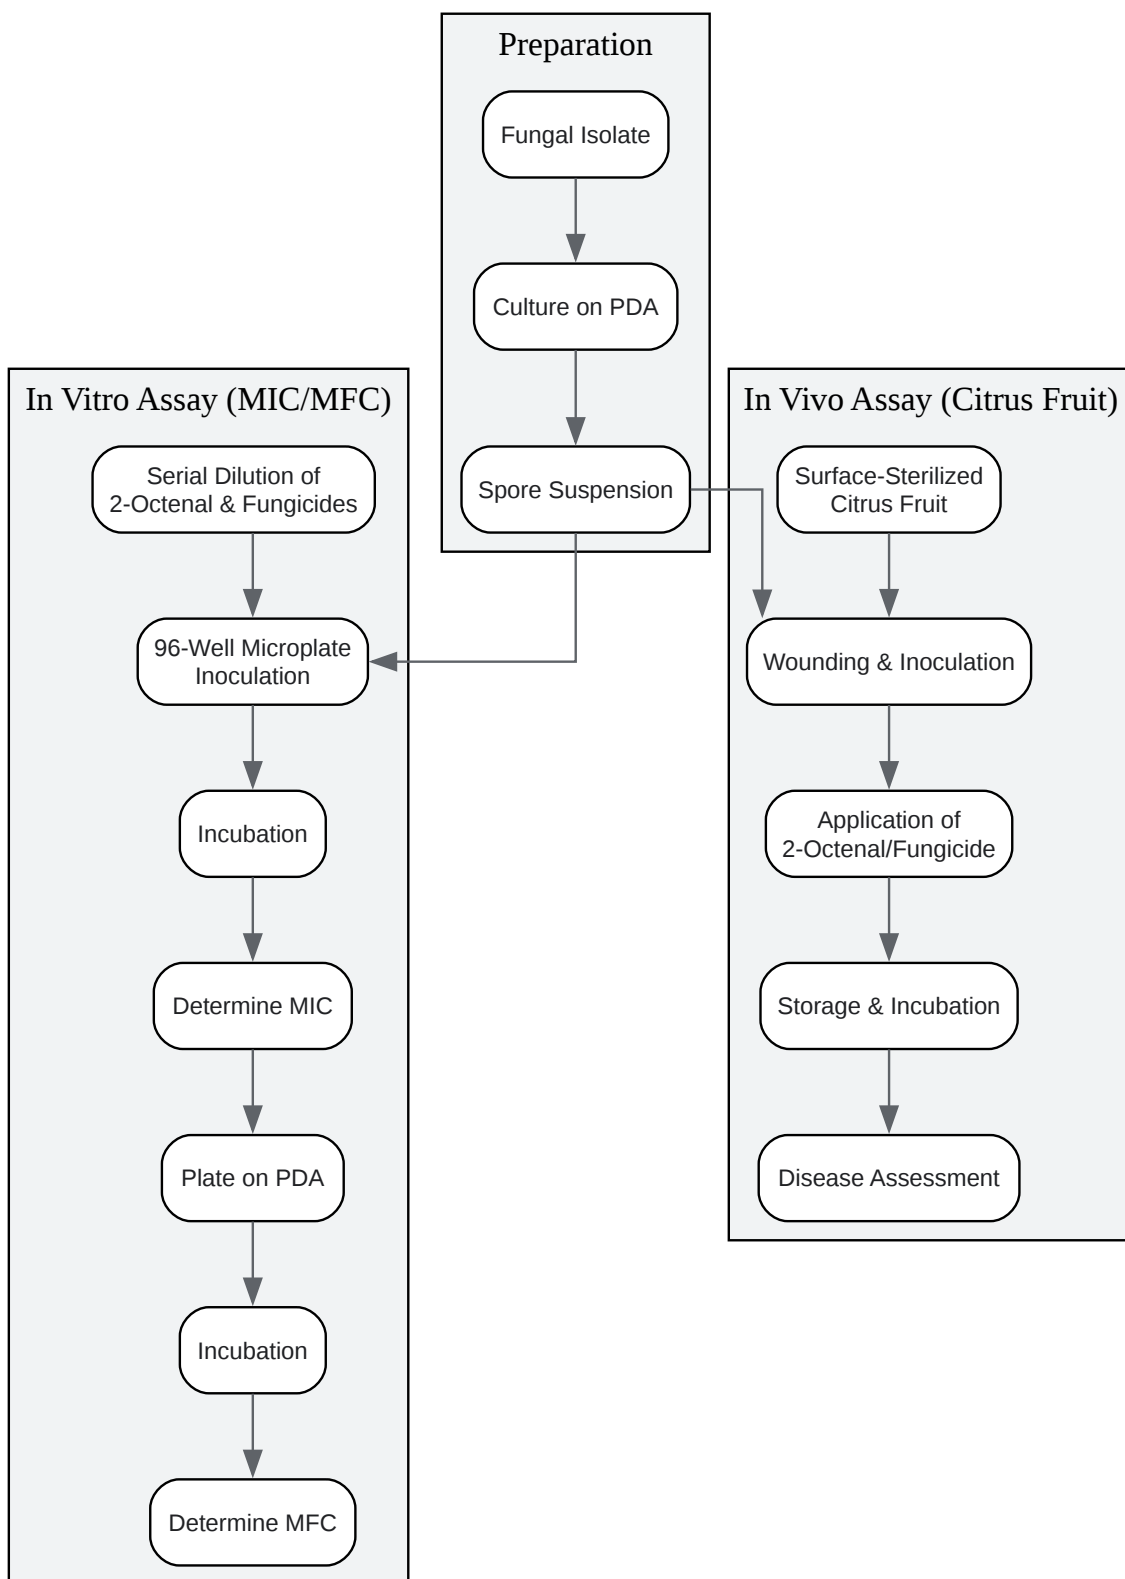 Preparation
Fungal Isolate
Culture on PDA
Spore Suspension
In Vitro Assay (MIC/MFC)
Serial Dilution of
2-Octenal & Fungicides
96-Well Microplate
Inoculation
Incubation
Determine MIC
Plate on PDA
Incubation
Determine MFC
In Vivo Assay (Citrus Fruit)
Surface-Sterilized
Citrus Fruit
Wounding & Inoculation
Application of
2-Octenal/Fungicide
Storage & Incubation
Disease Assessment